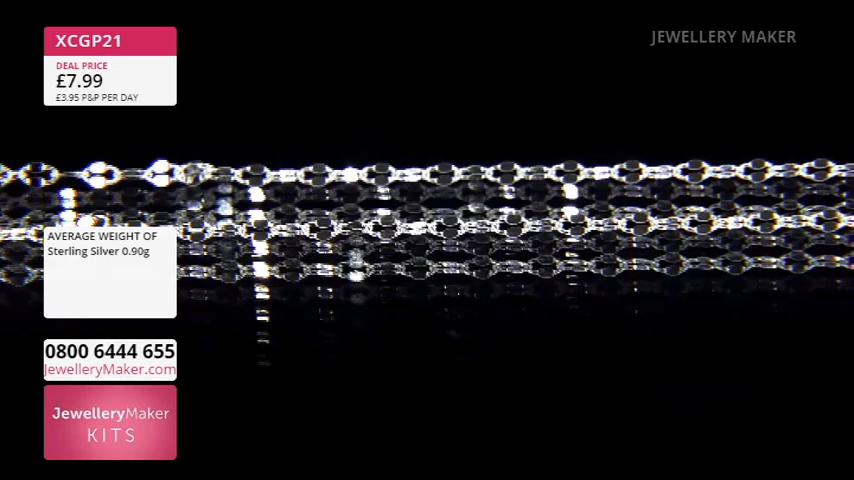 XCGP21
DEAL PRICE
£7.99
£3.95 P&P PER DAY
JEWELLERY MAKER
AVERAGE WEIGHT OF
Sterling Silver 0.90g
0800 6444 655
JewelleryMaker.com
JewelleryMaker
KITS